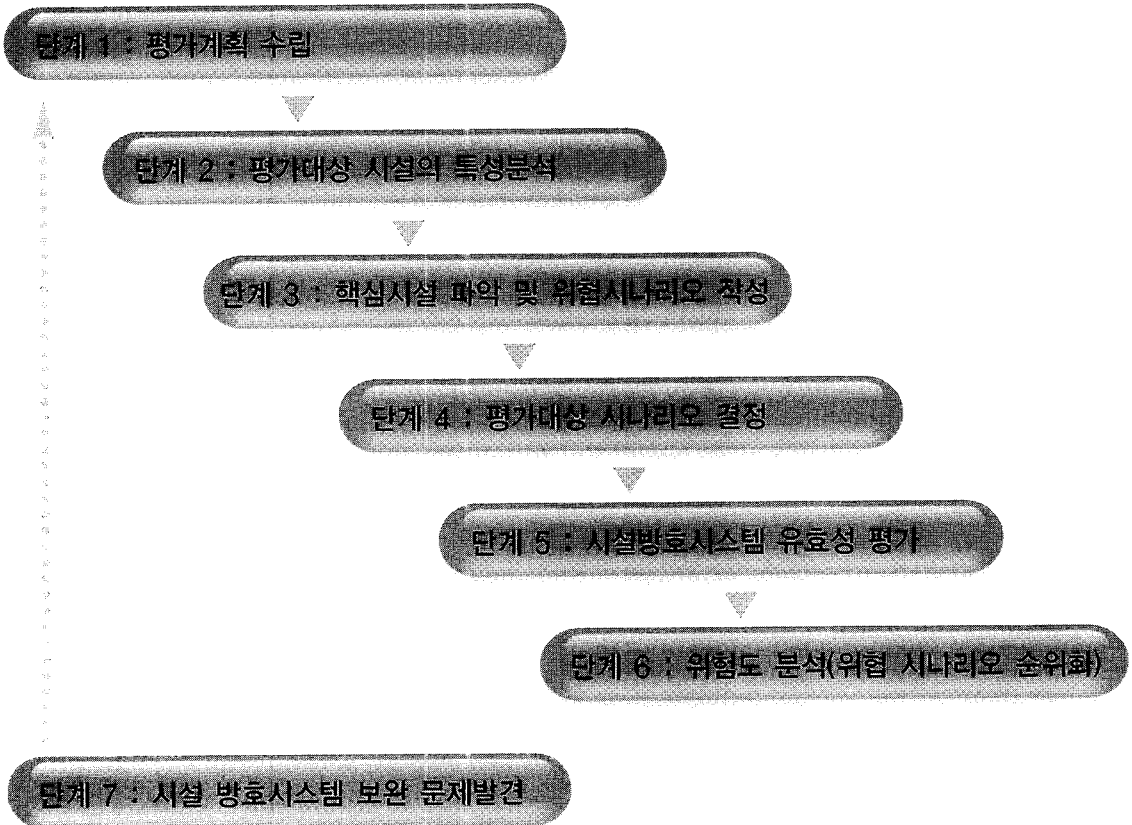 단계 1 : 평가계획 수립
단계 2 : 평가대상 시설의 특성분석
단계 3 : 핵심시설 파악 및 위험시나리오 작성
단계 4 : 평가대상 시나리오 결정
단계 5 : 시설방호시스템 유효성 평가
단계 6 : 위험도 분석(위협 시나리오 순위화)
단계 7 : 시설 방호시스템 보완 문제발견